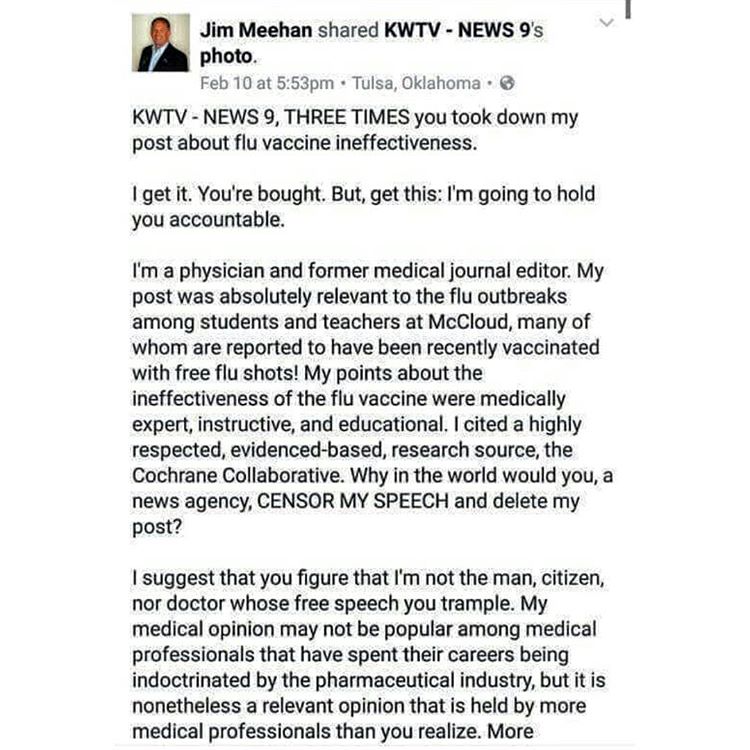 Jim Meehan shared KWTV - NEWS 9's
photo.
Feb 10 at 5:53pm • Tulsa, Oklahoma •
KWTV - NEWS 9, THREE TIMES you took down my
post about flu vaccine ineffectiveness.
I get it. You're bought. But, get this: I'm going to hold
you accountable.
I'm a physician and former medical journal editor. My
post was absolutely relevant to the flu outbreaks
among students and teachers at McCloud, many of
whom are reported to have been recently vaccinated
with free flu shots! My points about the
ineffectiveness of the flu vaccine were medically
expert, instructive, and educational. I cited a highly
respected, evidenced-based, research source, the
Cochrane Collaborative. Why in the world would you, a
news agency, CENSOR MY SPEECH and delete my
post?
I suggest that you figure that I'm not the man, citizen,
nor doctor whose free speech you trample. My
medical opinion may not be popular among medical
professionals that have spent their careers being
indoctrinated by the pharmaceutical industry, but it is
nonetheless a relevant opinion that is held by more
medical professionals than you realize. More